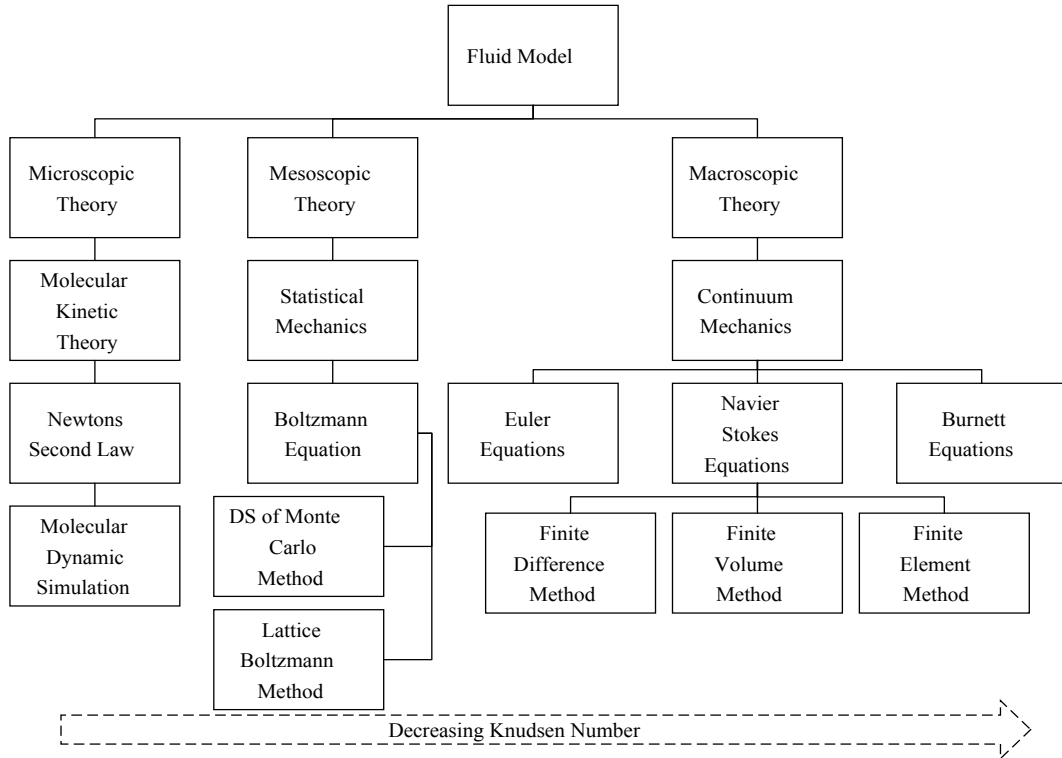 Fluid Model
Microscopic
Theory
Mesoscopic
Theory
Macroscopic
Theory
Molecular
Kinetic
Theory
Statistical
Mechanics
Continuum
Mechanics
Newtons
Second Law
Boltzmann
Equation
Euler
Equations
Navier
Stokes
Equations
Burnett
Equations
Molecular
Dynamic
Simulation
DS of Monte
Carlo
Method
Lattice
Boltzmann
Method
Finite
Difference
Method
Finite
Volume
Method
Finite
Element
Method
Decreasing Knudsen Number